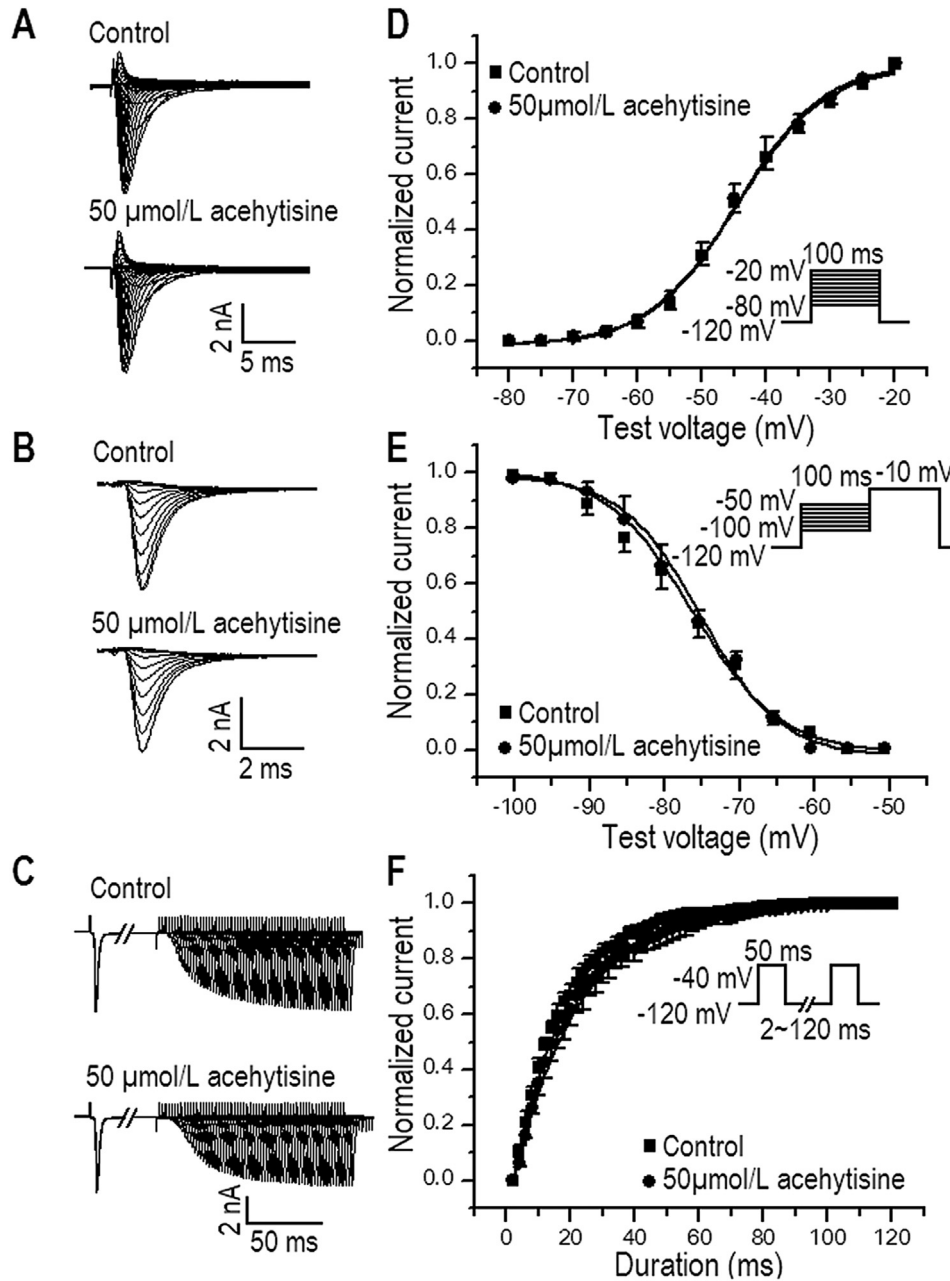 A
Control
50 µmol/L acehytisine
2 nA
5 ms
D
Control
50µmol/L acehytisine
Normalized current
1.0
0.8
0.6
0.4
0.2
0.0
100 ms
-20 mV
-80 mV
-120 mV
-80 -70 -60 -50 -40 -30 -20
Test voltage (mV)
B
Control
50 µmol/L acehytisine
2 nA
2 ms
E
Normalized current
1.0
0.8
0.6
0.4
0.2
0.0
100 ms
-10 mV
-50 mV
-100 mV
-120 mV
Control
50µmol/L acehytisine
-100 -90 -80 -70 -60 -50
Test voltage (mV)
C
Control
50 µmol/L acehytisine
2 nA
50 ms
F
Normalized current
1.0
0.8
0.6
0.4
0.2
0.0
50 ms
-40 mV
-120 mV
2~120 ms
Control
50µmol/L acehytisine
0 20 40 60 80 100 120
Duration (ms)